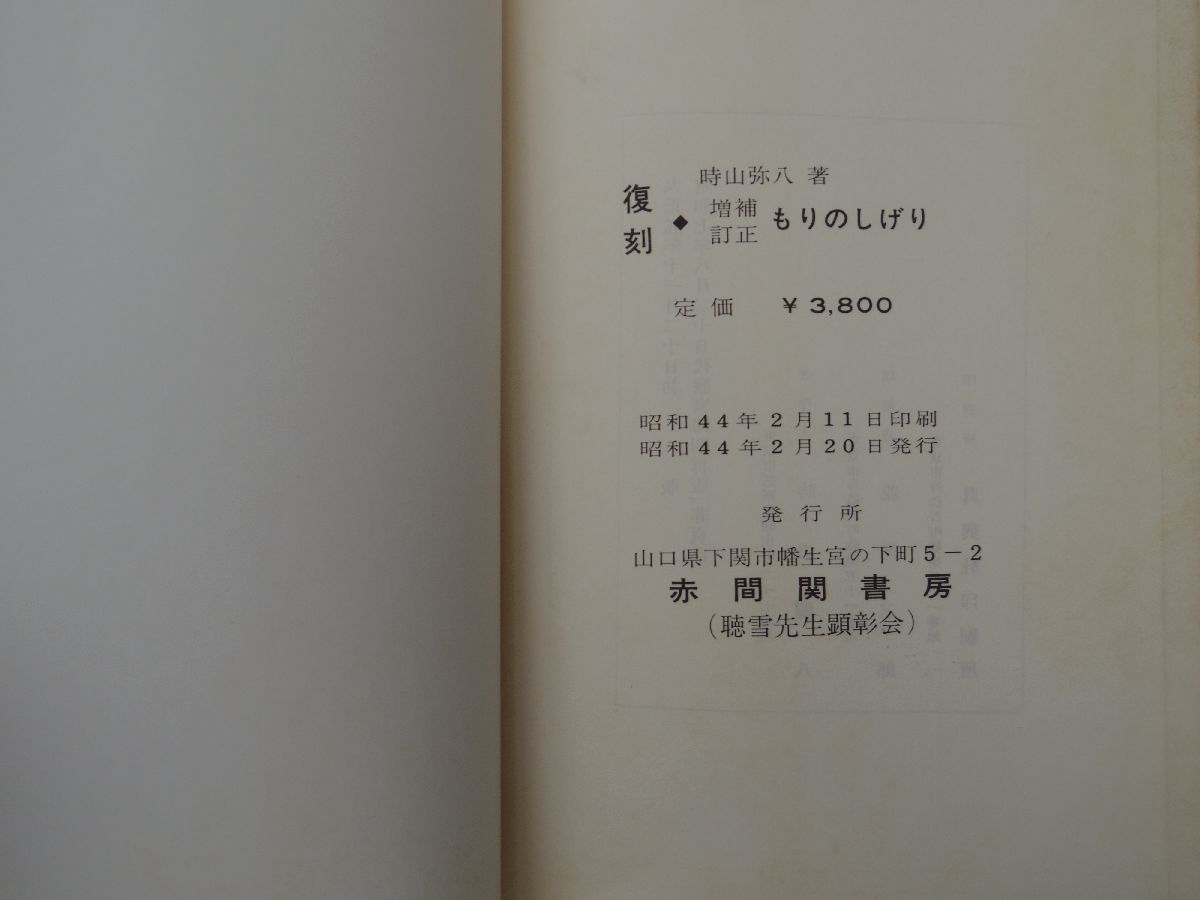 時山弥八 著
復刻 ◆ 増補訂正 もりのしげり
定価 ¥3,800
昭和44年2月11日印刷
昭和44年2月20日発行
発行所
山口県下関市幡生宮の下町5-2
赤間関書房
(聴雪先生顕彰会)